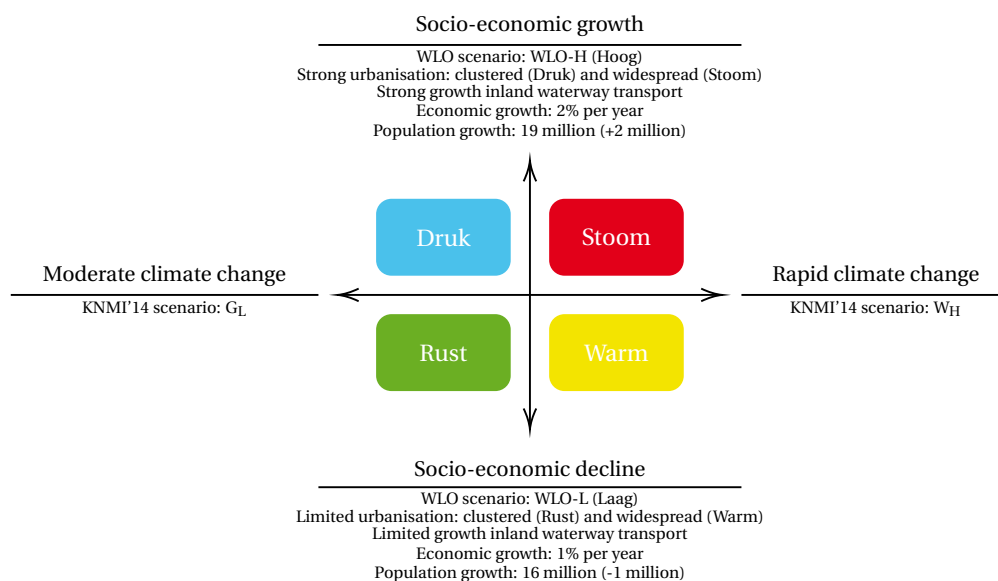 Socio-economic growth
WLO scenario: WLO-H (Hoog)
Strong urbanisation: clustered (Druk) and widespread (Stoom)
Strong growth inland waterway transport
Economic growth: 2% per year
Population growth: 19 million (+2 million)
Druk
Stoom
Moderate climate change
KNMI'14 scenario: GL
Rapid climate change
KNMI'14 scenario: WH
Rust
Warm
Socio-economic decline
WLO scenario: WLO-L (Laag)
Limited urbanisation: clustered (Rust) and widespread (Warm)
Limited growth inland waterway transport
Economic growth: 1% per year
Population growth: 16 million (-1 million)